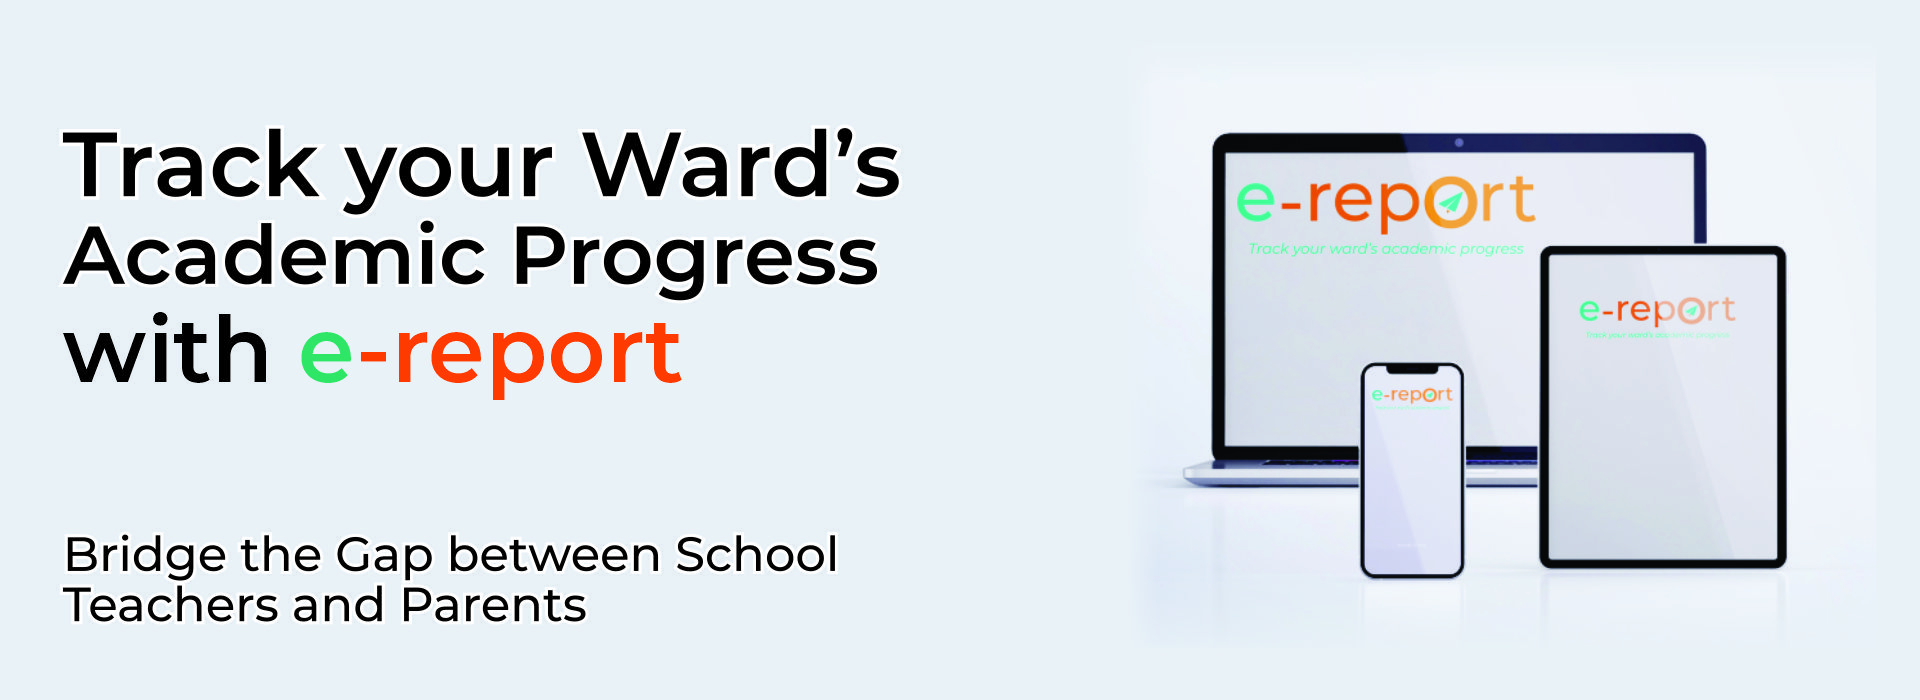 Track your Ward’s
Academic Progress
with e-report
Bridge the Gap between School
Teachers and Parents
e-report
Track your ward's academic progress
e-report
Track your ward's academic progress
e-report